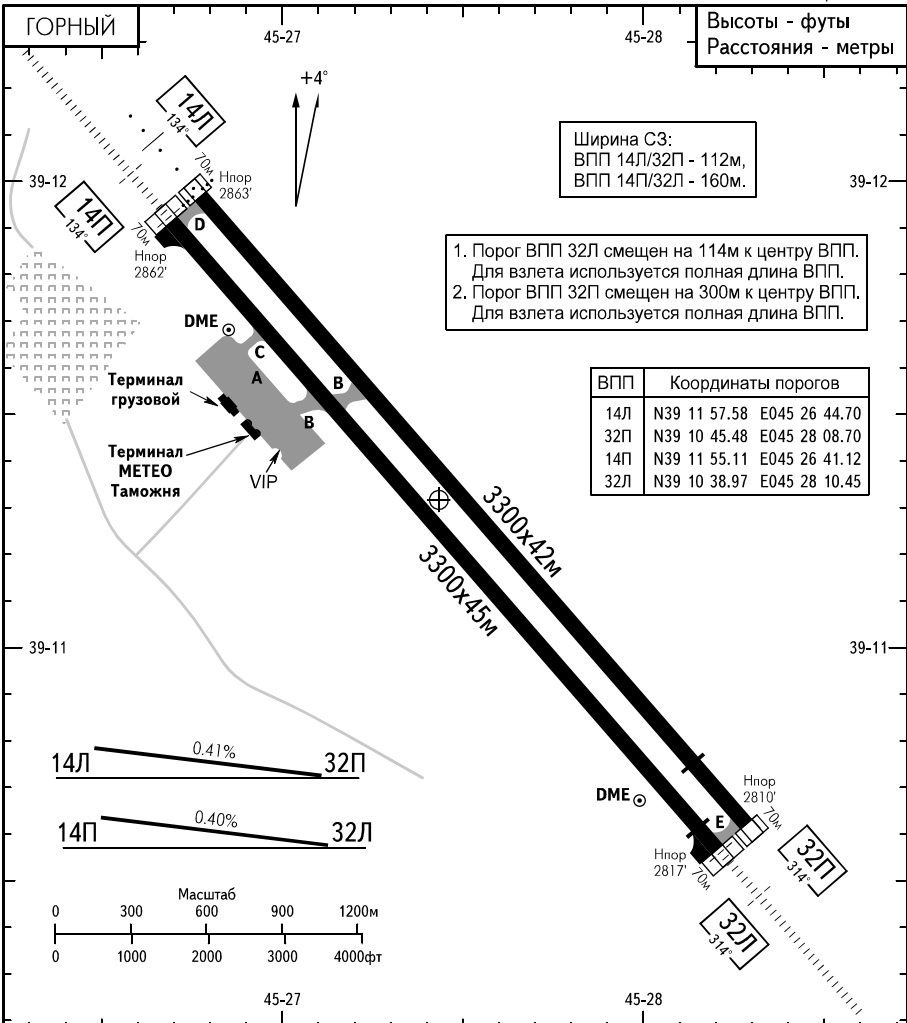 ГОРНЫЙ
Высоты - футы
Расстояния - метры
45-27
45-28
+4°
14Л
134°
70м
Нпор
2863'
39-12
39-12
14П
134°
70м
Нпор
2862'
D
Ширина СЗ:
ВПП 14Л/32П - 112м,
ВПП 14П/32Л - 160м.
1. Порог ВПП 32Л смещен на 114м к центру ВПП.
Для взлета используется полная длина ВПП.
2. Порог ВПП 32П смещен на 300м к центру ВПП.
Для взлета используется полная длина ВПП.
DME
C
A
B
B
Терминал
грузовой
Терминал
МЕТЕО
Таможня
VIP
ВПП Координаты порогов
14Л N39 11 57.58 E045 26 44.70
32П N39 10 45.48 E045 28 08.70
14П N39 11 55.11 E045 26 41.12
32Л N39 10 38.97 E045 28 10.45
3300х42м
3300х45м
39-11
39-11
14Л 0.41% 32П
14П 0.40% 32Л
DME
E
Нпор
2810'
70м
Нпор
2817'
70м
32П
314°
32Л
314°
Масштаб
0 300 600 900 1200м
0 1000 2000 3000 4000фт
45-27
45-28